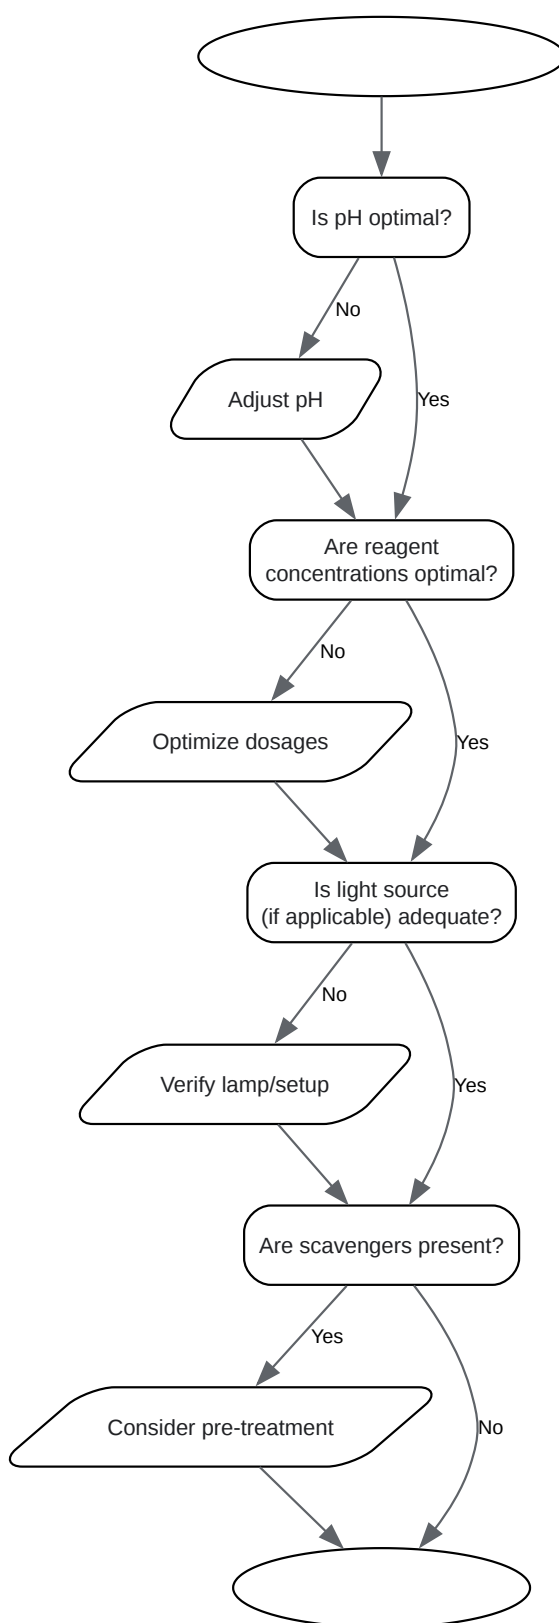 Is pH optimal?
No
Adjust pH
Yes
Are reagent
concentrations optimal?
No
Optimize dosages
Yes
Is light source
(if applicable) adequate?
No
Verify lamp/setup
Yes
Are scavengers present?
Yes
Consider pre-treatment
No